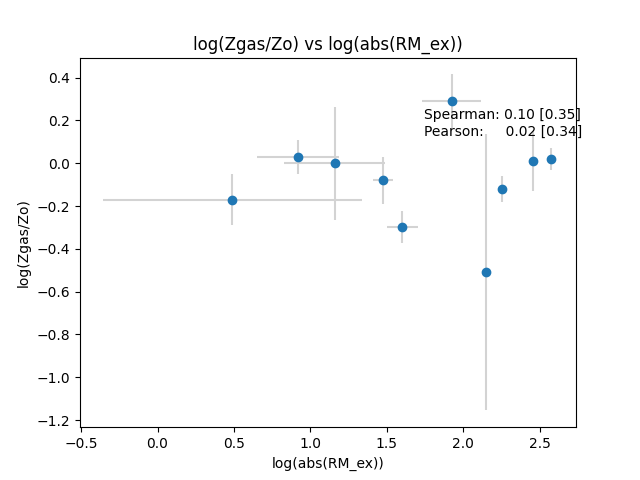 log(Zgas/Zo) vs log(abs(RM_ex))
Spearman: 0.10 [0.35]
Pearson: 0.02 [0.34]
log(Zgas/Zo)
0.4
0.2
0.0
−0.2
−0.4
−0.6
−0.8
−1.0
−1.2
−0.5 0.0 0.5 1.0 1.5 2.0 2.5
log(abs(RM_ex))